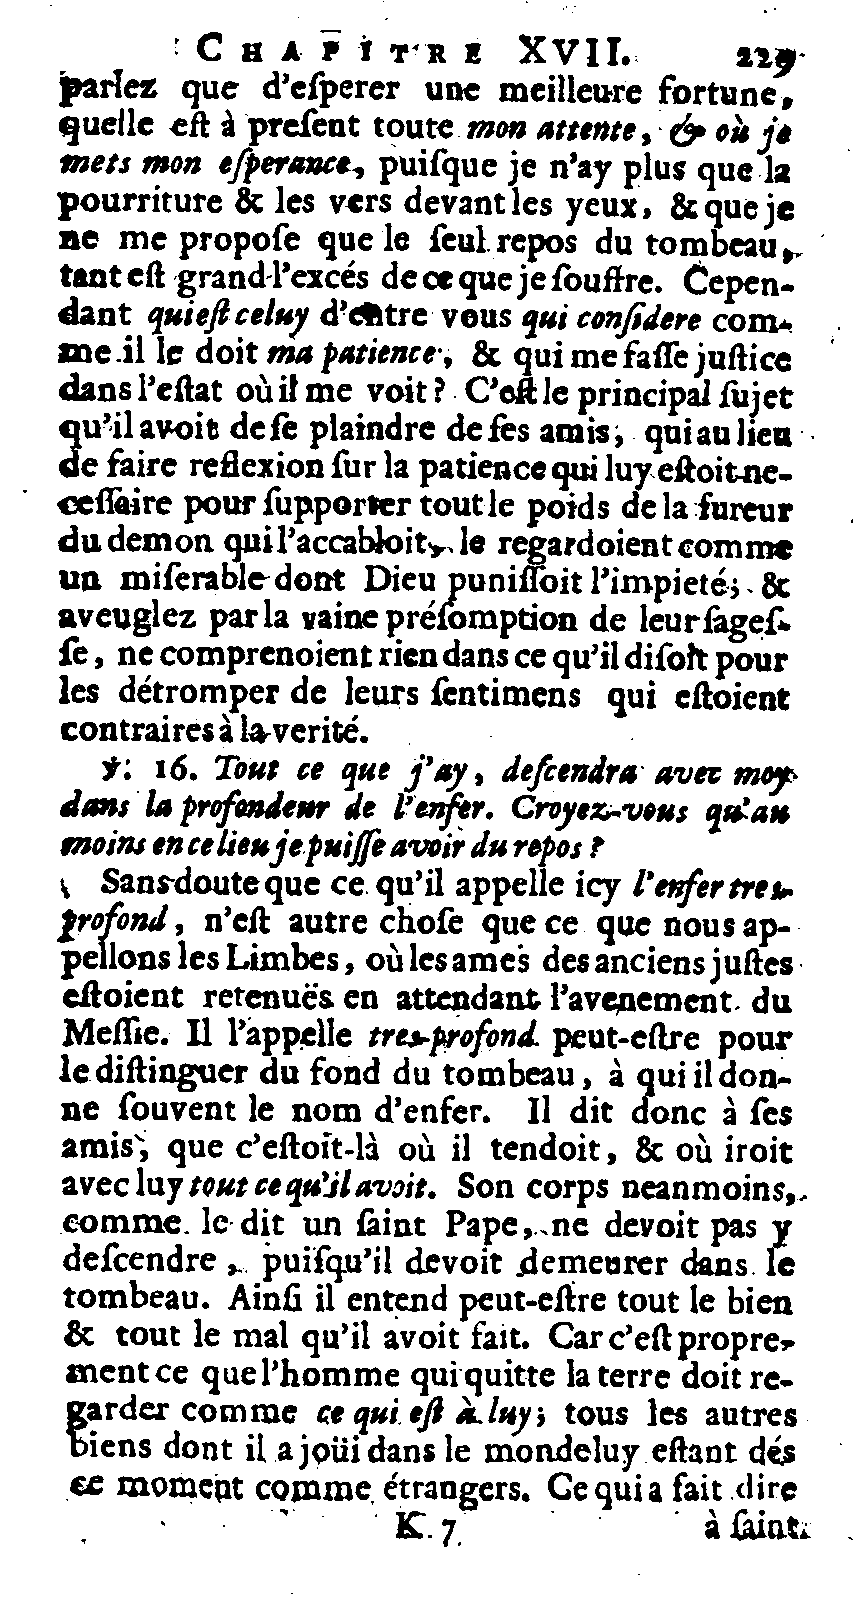 CHAPITRE XVII. 229
parlez que d'eſperer une meilleure fortune,
quelle eſt à preſent toute mon attente, & où je
mets mon eſperance, puiſque je n'ay plus que la
pourriture & les vers devant les yeux, & que je
ne me propoſe que le ſeul repos du tombeau,
tant eſt grand l'excés de ce que je ſouffre. Cepen-
dant qui eſt celuy d'entre vous qui conſidere com-
me il le doit ma patience, & qui me faſſe juſtice
dans l'eſtat où il me voit? C'eſt le principal ſujet
qu'il avoit de ſe plaindre de ſes amis, qui au lieu
de faire reflexion ſur la patience qui luy eſtoit ne-
ceſſaire pour ſupporter tout le poids de la fureur
du demon qui l'accabloit, le regardoient comme
un miſerable dont Dieu puniſſoit l'impieté; &
aveuglez par la vaine préſomption de leur ſageſ-
ſe, ne comprenoient rien dans ce qu'il diſoit pour
les détromper de leurs ſentimens qui eſtoient
contraires à la verité.
℣. 16. Tout ce que j'ay, deſcendra avec moy
dans la profondeur de l'enfer. Croyez-vous qu'au
moins en ce lieu je puiſſe avoir du repos?
Sans doute que ce qu'il appelle icy l'enfer tres-
profond, n'eſt autre choſe que ce que nous ap-
pellons les Limbes, où les ames des anciens juſtes
eſtoient retenuës en attendant l'avenement du
Meſſie. Il l'appelle tres-profond peut-eſtre pour
le diſtinguer du fond du tombeau, à qui il don-
ne ſouvent le nom d'enfer. Il dit donc à ſes
amis, que c'eſtoit-là où il tendoit, & où iroit
avec luy tout ce qu'il avoit. Son corps neanmoins,
comme le dit un ſaint Pape, ne devoit pas y
deſcendre, puiſqu'il devoit demeurer dans le
tombeau. Ainſi il entend peut-eſtre tout le bien
& tout le mal qu'il avoit fait. Car c'eſt propre-
ment ce que l'homme qui quitte la terre doit re-
garder comme ce qui eſt à luy; tous les autres
biens dont il a joüi dans le monde luy eſtant dés
ce moment comme étrangers. Ce qui a fait dire
K 7 à ſaint